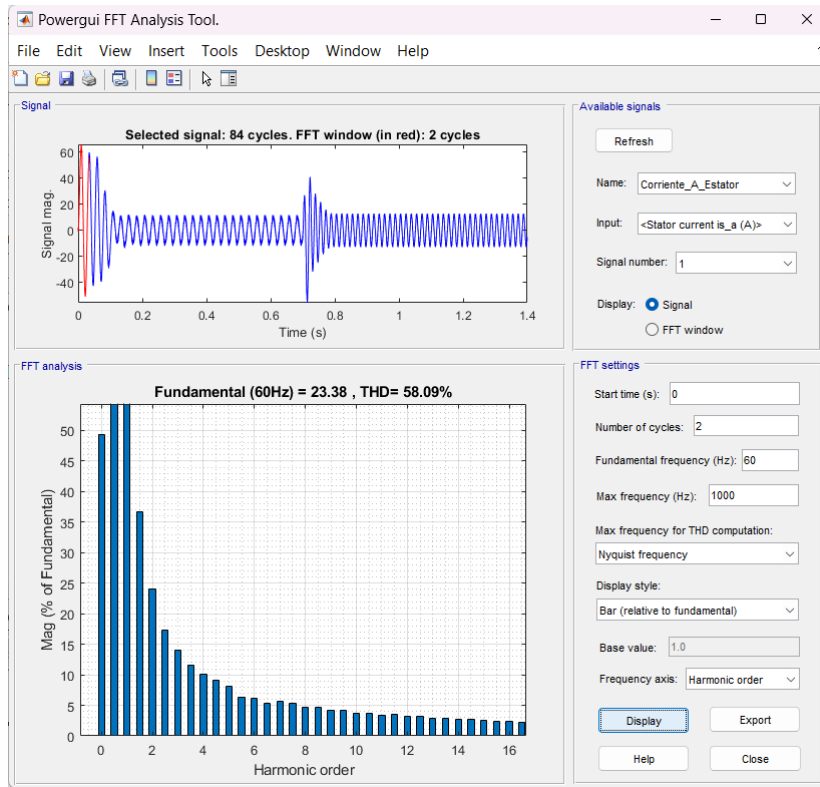 Powergui FFT Analysis Tool.
File Edit View Insert Tools Desktop Window Help
Signal
Selected signal: 84 cycles. FFT window (in red): 2 cycles
Signal mag.
60
40
20
0
-20
-40
0 0.2 0.4 0.6 0.8 1 1.2 1.4
Time (s)
Available signals
Refresh
Name: Corriente_A_Estator
Input: <Stator current is_a (A)>
Signal number: 1
Display: Signal
FFT window
FFT analysis
Fundamental (60Hz) = 23.38 , THD= 58.09%
Mag (% of Fundamental)
50
45
40
35
30
25
20
15
10
5
0
0 2 4 6 8 10 12 14 16
Harmonic order
FFT settings
Start time (s): 0
Number of cycles: 2
Fundamental frequency (Hz): 60
Max frequency (Hz): 1000
Max frequency for THD computation:
Nyquist frequency
Display style:
Bar (relative to fundamental)
Base value: 1.0
Frequency axis: Harmonic order
Display Export
Help Close